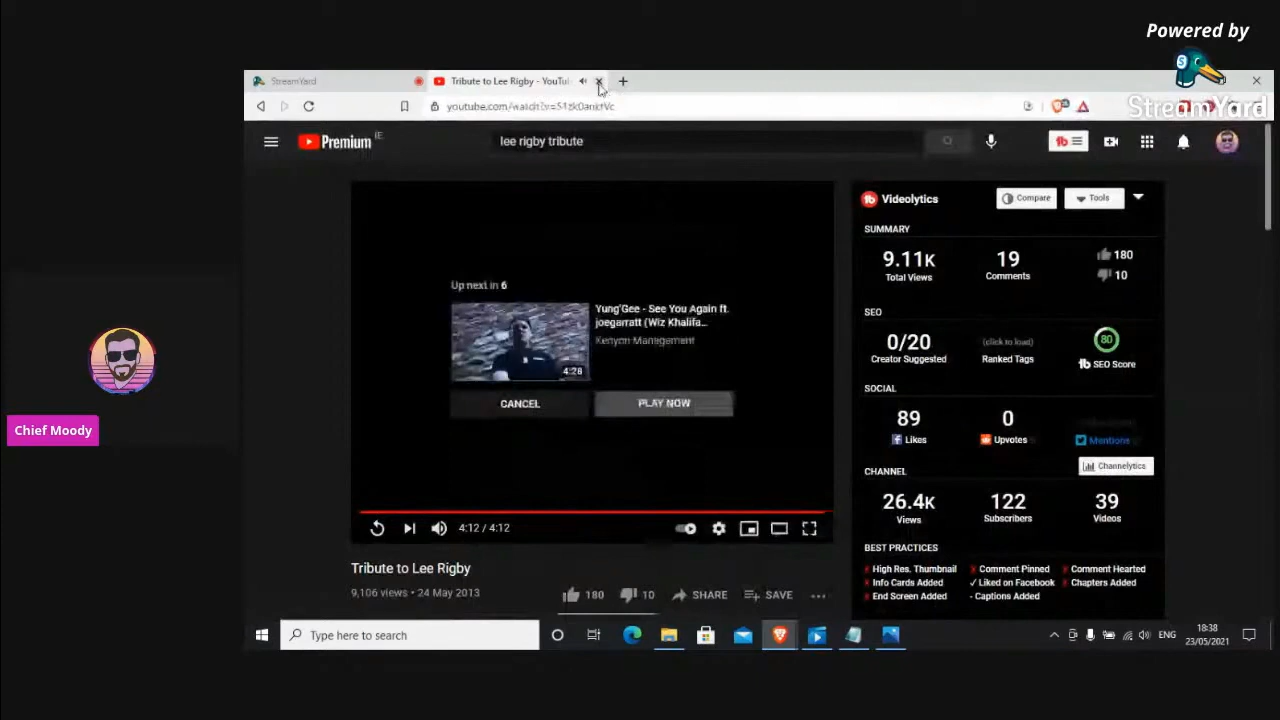 Powered by
StreamYard
StreamYard
Tribute to Lee Rigby - YouTu
Premium IE
lee rigby tribute
Videolytics
Compare
Tools
SUMMARY
9.11K
Total Views
19
Comments
180
10
Up next in 6
Yung'Gee - See You Again ft.
joegarratt (Wiz Khalifa...
Kenyon Management
4:28
CANCEL
PLAY NOW
SEO
0/20
Creator Suggested
(click to load)
Ranked Tags
80
SEO Score
SOCIAL
89
Likes
0
Upvotes
Mentions
Channelytics
CHANNEL
26.4K
Views
122
Subscribers
39
Videos
BEST PRACTICES
High Res. Thumbnail
Comment Pinned
Comment Hearted
Info Cards Added
✓ Liked on Facebook
Chapters Added
End Screen Added
- Captions Added
Chief Moody
4:12 / 4:12
Tribute to Lee Rigby
9,106 views • 24 May 2013
180
10
SHARE
SAVE
Type here to search
ENG
18:38
23/05/2021